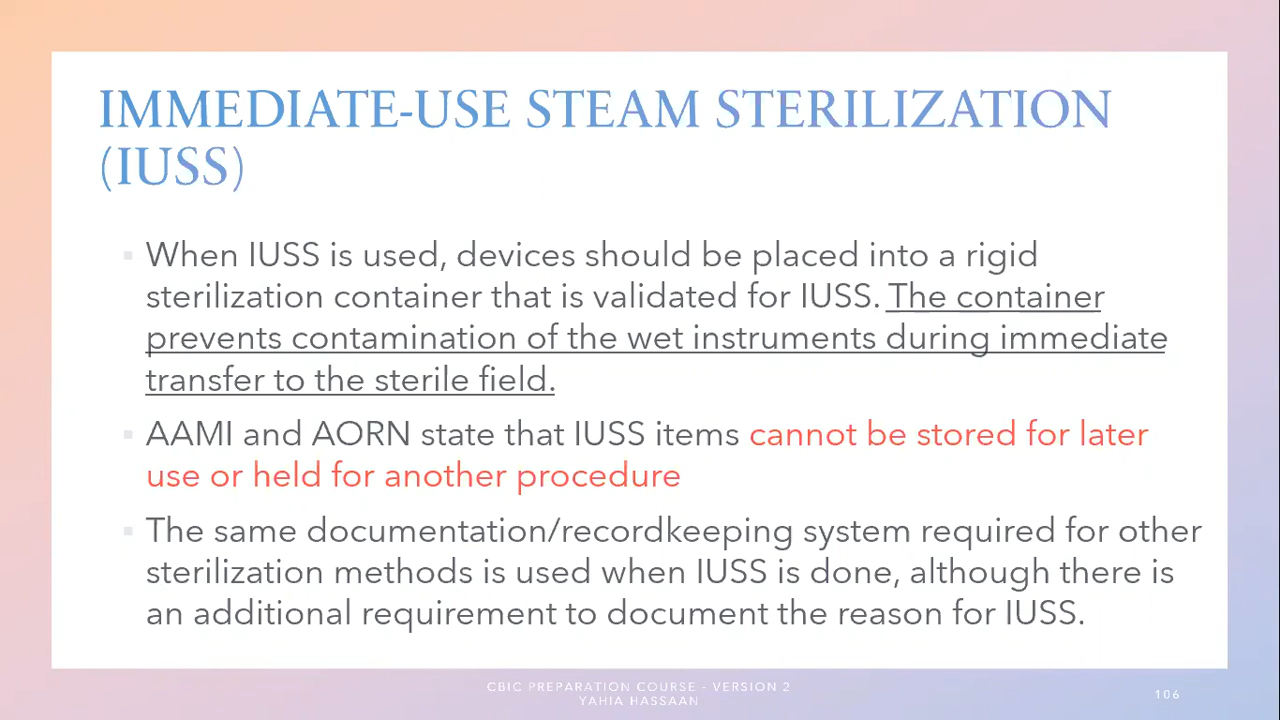 IMMEDIATE-USE STEAM STERILIZATION
(IUSS)
When IUSS is used, devices should be placed into a rigid
sterilization container that is validated for IUSS. The container
prevents contamination of the wet instruments during immediate
transfer to the sterile field.
AAMI and AORN state that IUSS items cannot be stored for later
use or held for another procedure
The same documentation/recordkeeping system required for other
sterilization methods is used when IUSS is done, although there is
an additional requirement to document the reason for IUSS.
CBIC PREPARATION COURSE - VERSION 2
YAHIA HASSAAN
106